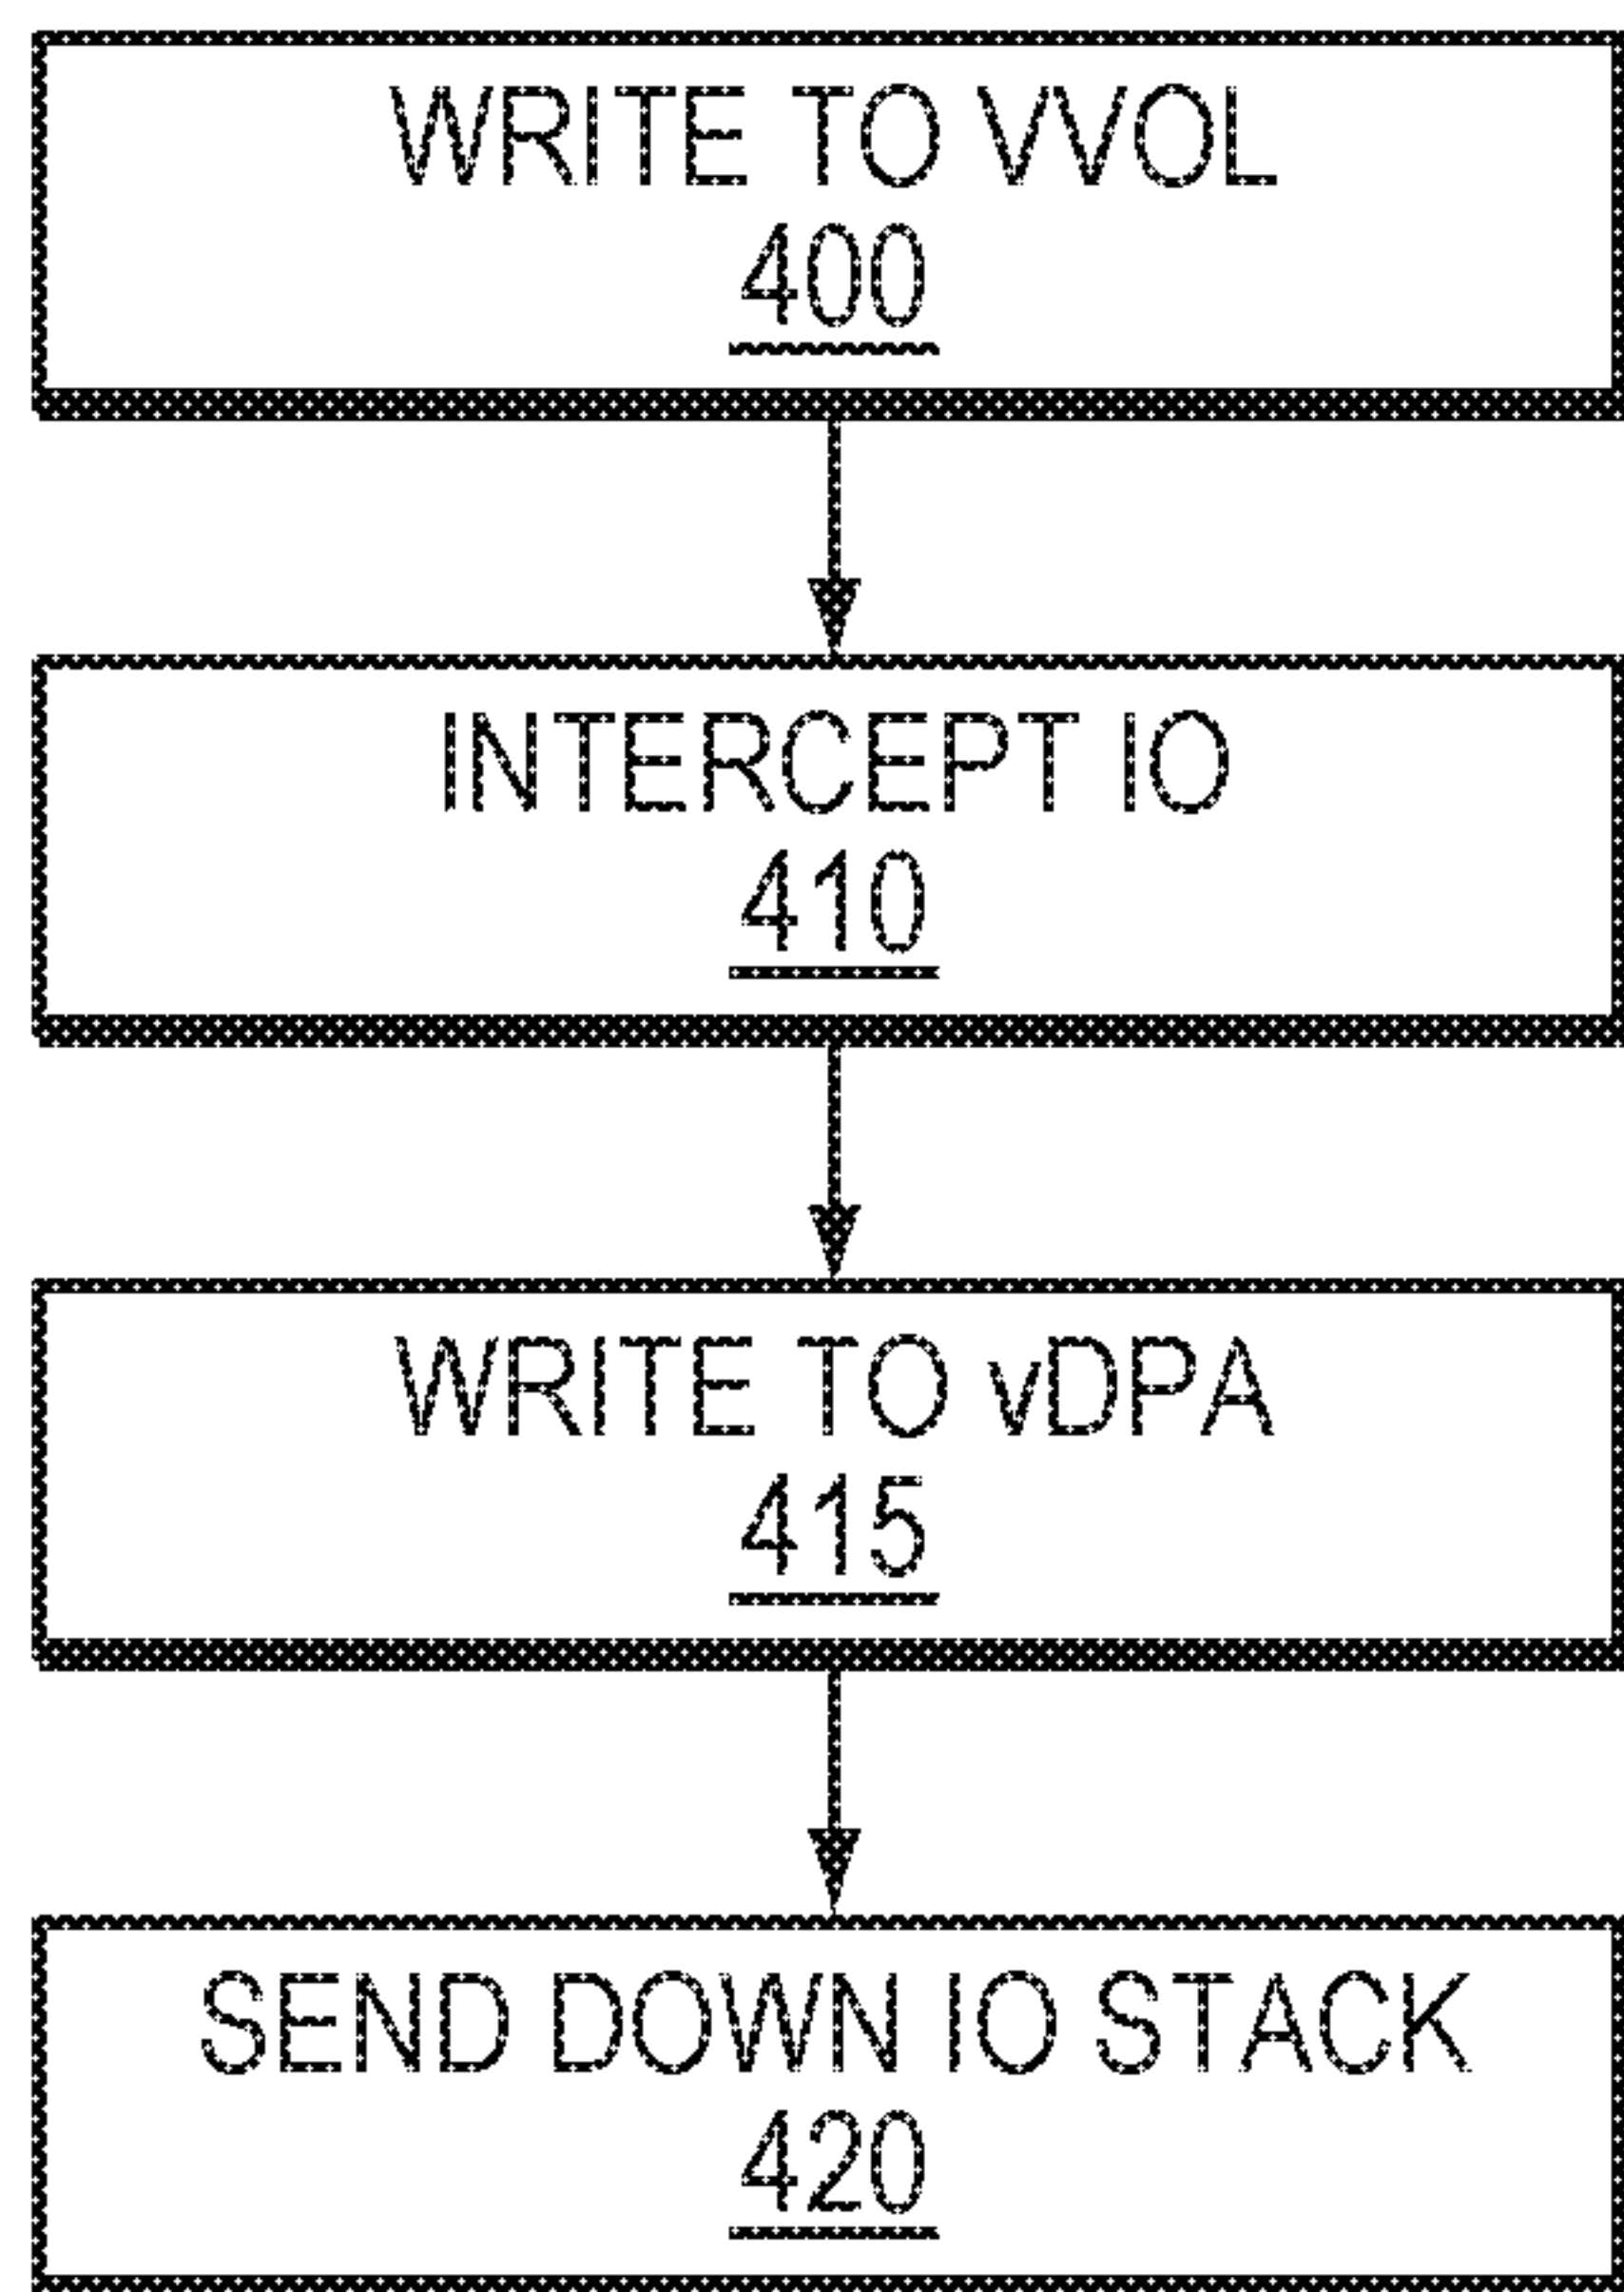 WRITE TO VVOL
400
INTERCEPT IO
410
WRITE TO vDPA
415
SEND DOWN IO STACK
420